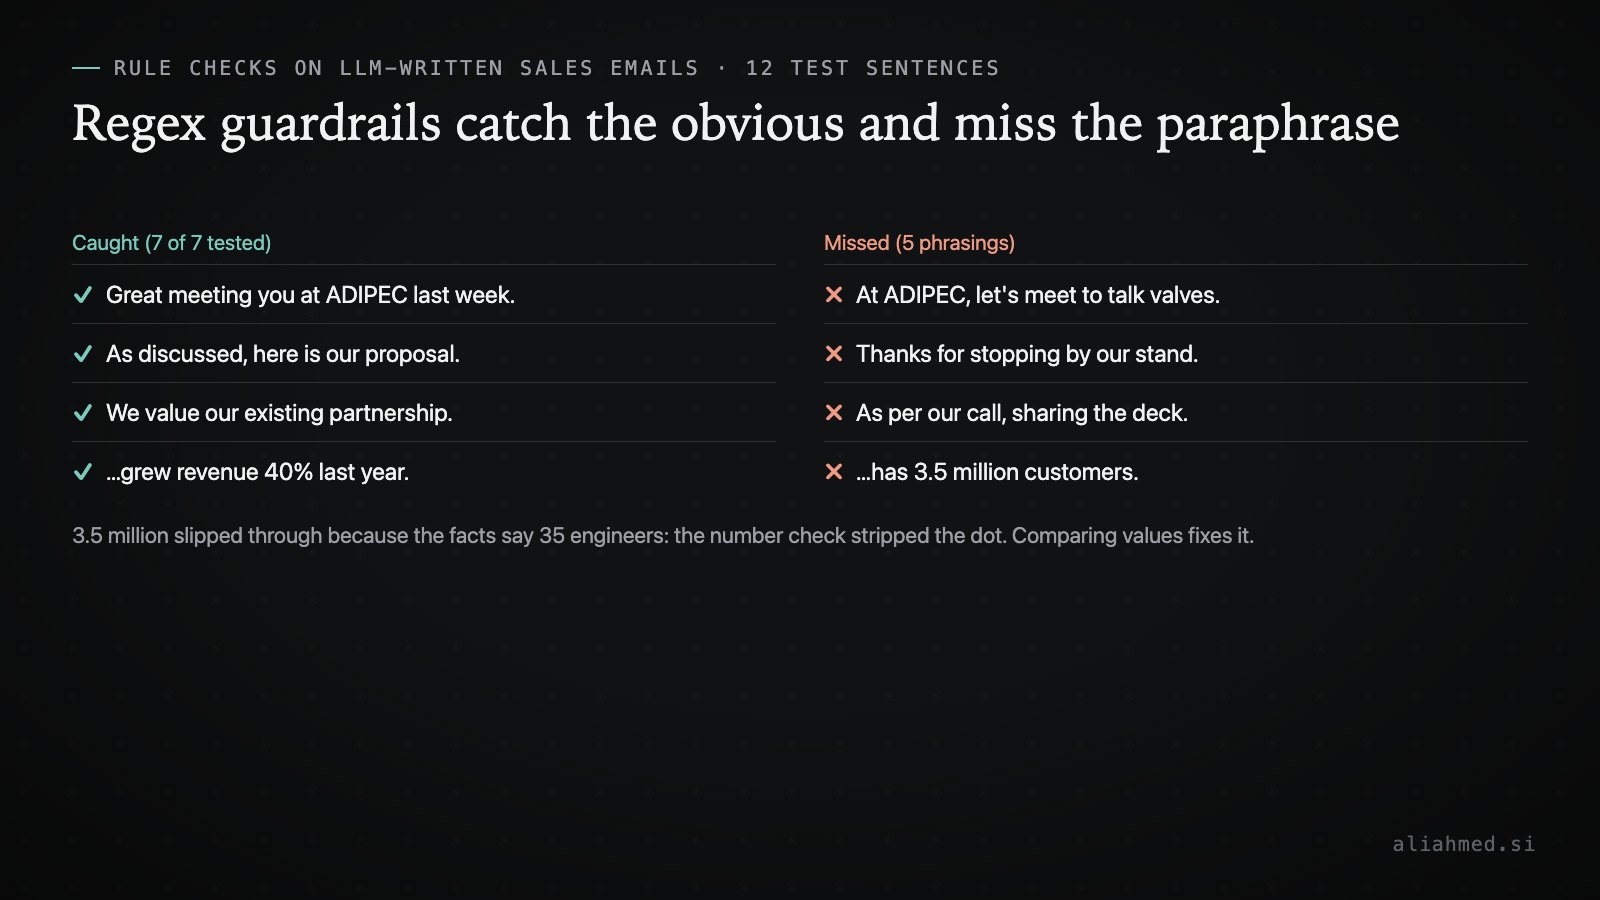 RULE CHECKS ON LLM-WRITTEN SALES EMAILS · 12 TEST SENTENCES
Regex guardrails catch the obvious and miss the paraphrase
Caught (7 of 7 tested)
Great meeting you at ADIPEC last week.
As discussed, here is our proposal.
We value our existing partnership.
...grew revenue 40% last year.
Missed (5 phrasings)
At ADIPEC, let's meet to talk valves.
Thanks for stopping by our stand.
As per our call, sharing the deck.
...has 3.5 million customers.
3.5 million slipped through because the facts say 35 engineers: the number check stripped the dot. Comparing values fixes it.
aliahmed.si